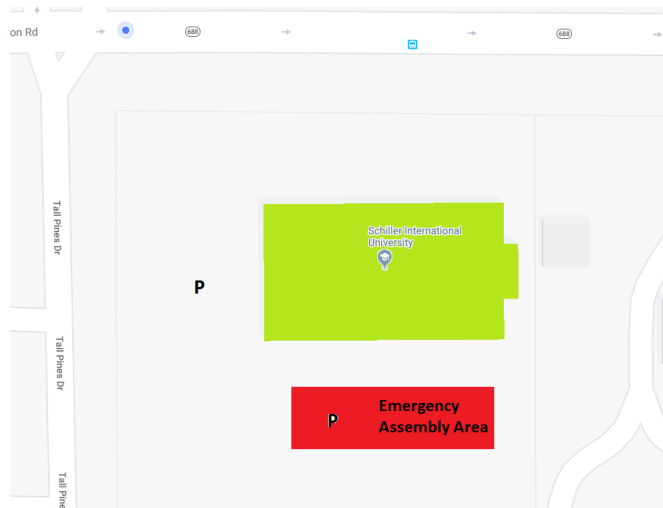 on Rd
688
688
Tall Pines Dr
Schiller International
University
P
Tall Pines Dr
Emergency
P
Assembly Area
Tall Pine